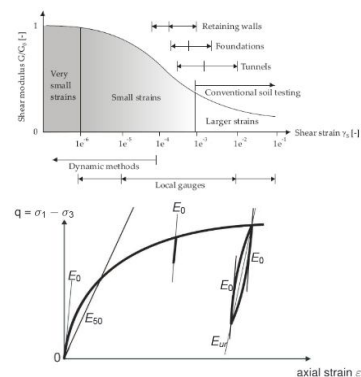 Shear modulus G/G₀ [-]
1
0
Retaining walls
Foundations
Tunnels
Very small strains
Small strains
Conventional soil testing
Larger strains
Shear strain γₛ [-]
1e⁻⁶
1e⁻⁵
1e⁻⁴
1e⁻³
1e⁻²
1e⁻¹
Dynamic methods
Local gauges
q = σ₁ − σ₃
E₀
E₀
E₅₀
E₀
E₀
Eᵤᵣ
0
axial strain ε